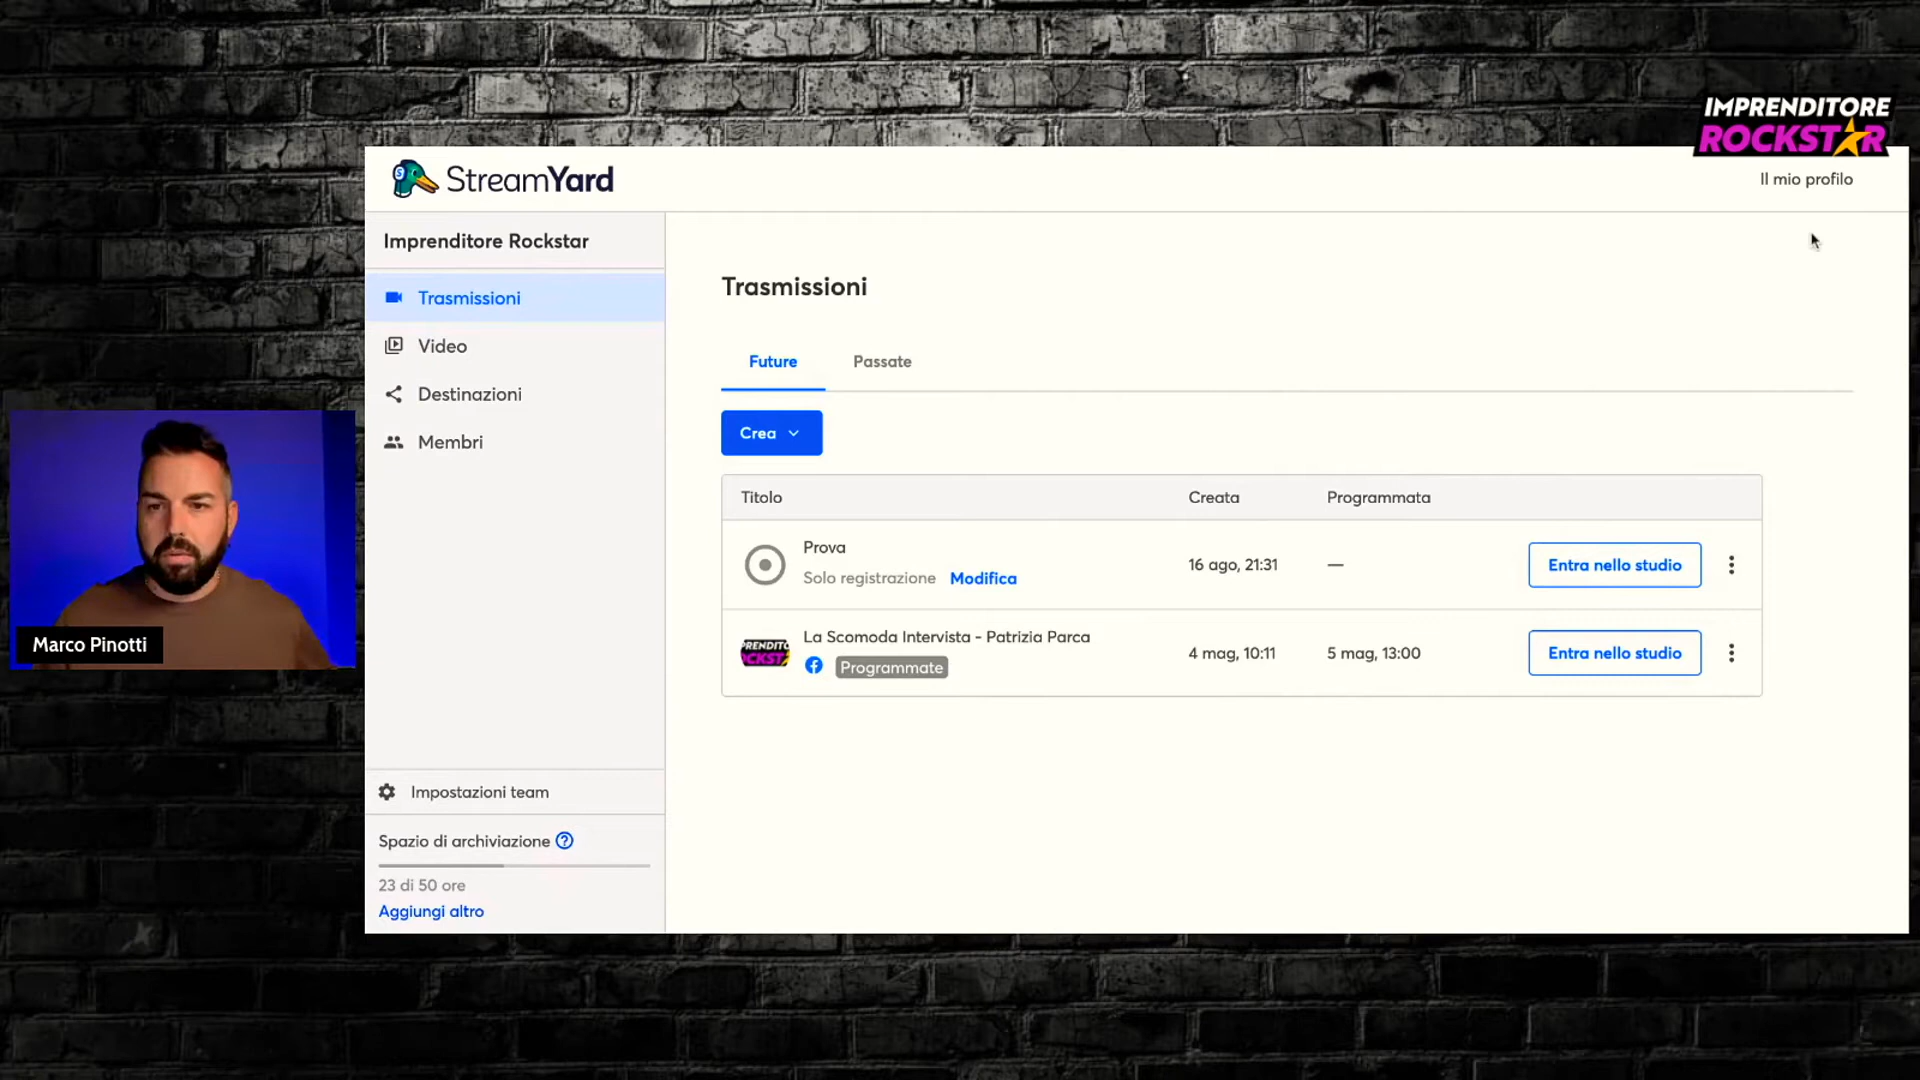 IMPRENDITORE
ROCKSTAR
StreamYard
Il mio profilo
Imprenditore Rockstar
Trasmissioni
Video
Destinazioni
Membri
Impostazioni team
Spazio di archiviazione
23 di 50 ore
Aggiungi altro
Trasmissioni
Future Passate
Crea
Titolo Creata Programmata
Prova
Solo registrazione Modifica
16 ago, 21:31 — Entra nello studio
La Scomoda Intervista - Patrizia Parca
Programmate
4 mag, 10:11 5 mag, 13:00 Entra nello studio
Marco Pinotti